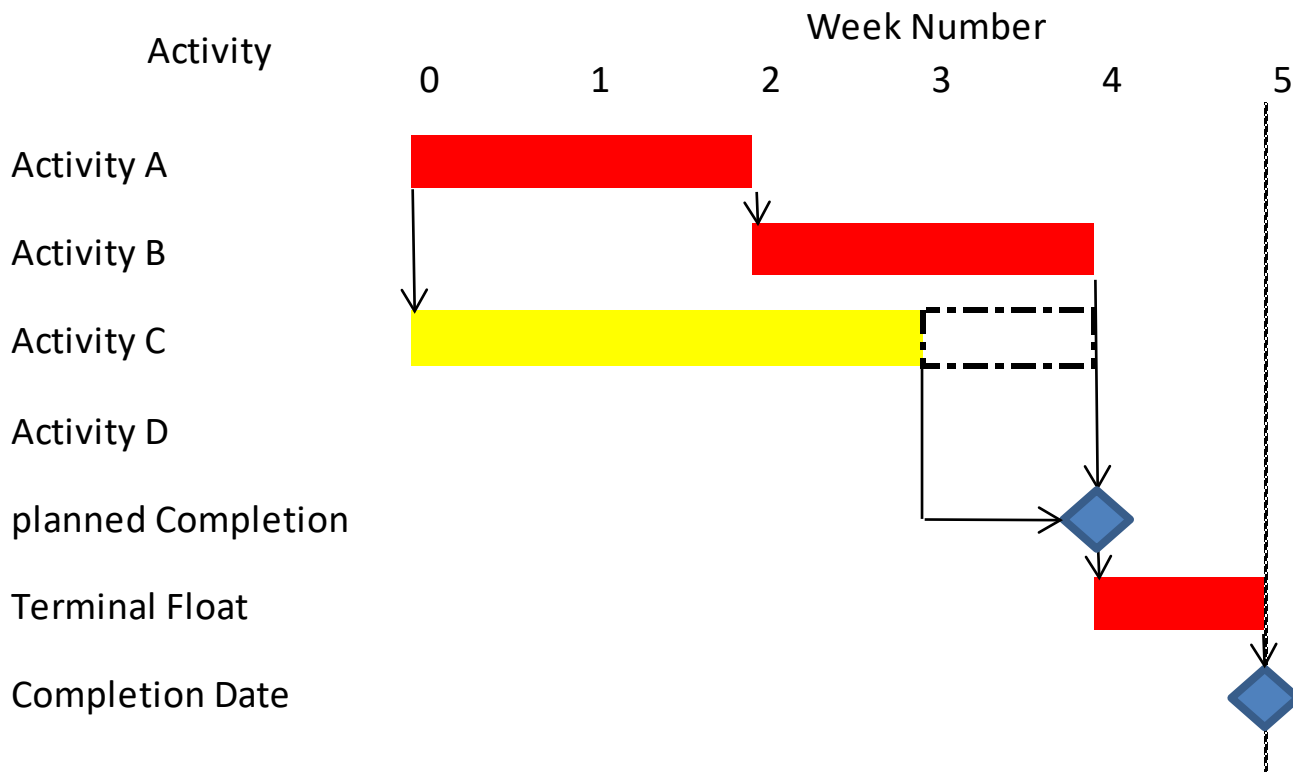 Week Number
Activity
0 1 2 3 4 5
Activity A
Activity B
Activity C
Activity D
planned Completion
Terminal Float
Completion Date